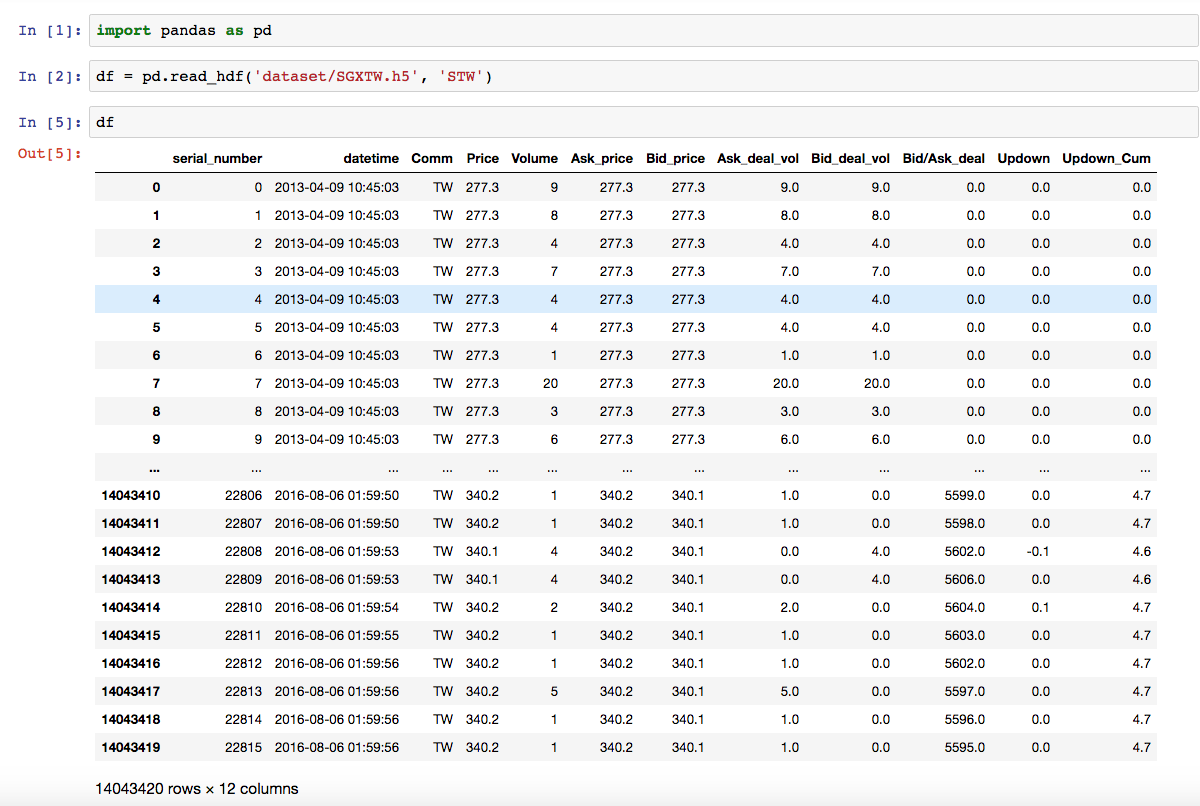 In [1]: import pandas as pd
In [2]: df = pd.read_hdf('dataset/SGXTW.h5', 'STW')
In [5]: df
Out[5]:
serial_number datetime Comm Price Volume Ask_price Bid_price Ask_deal_vol Bid_deal_vol Bid/Ask_deal Updown Updown_Cum
0 0 2013-04-09 10:45:03 TW 277.3 9 277.3 277.3 9.0 9.0 0.0 0.0 0.0
1 1 2013-04-09 10:45:03 TW 277.3 8 277.3 277.3 8.0 8.0 0.0 0.0 0.0
2 2 2013-04-09 10:45:03 TW 277.3 4 277.3 277.3 4.0 4.0 0.0 0.0 0.0
3 3 2013-04-09 10:45:03 TW 277.3 7 277.3 277.3 7.0 7.0 0.0 0.0 0.0
4 4 2013-04-09 10:45:03 TW 277.3 4 277.3 277.3 4.0 4.0 0.0 0.0 0.0
5 5 2013-04-09 10:45:03 TW 277.3 4 277.3 277.3 4.0 4.0 0.0 0.0 0.0
6 6 2013-04-09 10:45:03 TW 277.3 1 277.3 277.3 1.0 1.0 0.0 0.0 0.0
7 7 2013-04-09 10:45:03 TW 277.3 20 277.3 277.3 20.0 20.0 0.0 0.0 0.0
8 8 2013-04-09 10:45:03 TW 277.3 3 277.3 277.3 3.0 3.0 0.0 0.0 0.0
9 9 2013-04-09 10:45:03 TW 277.3 6 277.3 277.3 6.0 6.0 0.0 0.0 0.0
... ... ... ... ... ... ... ... ... ... ... ... ...
14043410 22806 2016-08-06 01:59:50 TW 340.2 1 340.2 340.1 1.0 0.0 5599.0 0.0 4.7
14043411 22807 2016-08-06 01:59:50 TW 340.2 1 340.2 340.1 1.0 0.0 5598.0 0.0 4.7
14043412 22808 2016-08-06 01:59:53 TW 340.1 4 340.2 340.1 0.0 4.0 5602.0 -0.1 4.6
14043413 22809 2016-08-06 01:59:53 TW 340.1 4 340.2 340.1 0.0 4.0 5606.0 0.0 4.6
14043414 22810 2016-08-06 01:59:54 TW 340.2 2 340.2 340.1 2.0 0.0 5604.0 0.1 4.7
14043415 22811 2016-08-06 01:59:55 TW 340.2 1 340.2 340.1 1.0 0.0 5603.0 0.0 4.7
14043416 22812 2016-08-06 01:59:56 TW 340.2 1 340.2 340.1 1.0 0.0 5602.0 0.0 4.7
14043417 22813 2016-08-06 01:59:56 TW 340.2 5 340.2 340.1 5.0 0.0 5597.0 0.0 4.7
14043418 22814 2016-08-06 01:59:56 TW 340.2 1 340.2 340.1 1.0 0.0 5596.0 0.0 4.7
14043419 22815 2016-08-06 01:59:56 TW 340.2 1 340.2 340.1 1.0 0.0 5595.0 0.0 4.7
14043420 rows × 12 columns